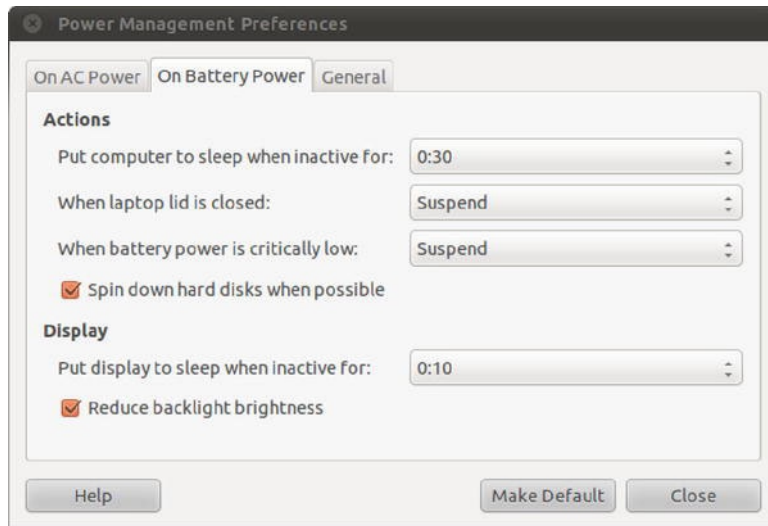 Power Management Preferences
On AC Power On Battery Power General
Actions
Put computer to sleep when inactive for: 0:30
When laptop lid is closed: Suspend
When battery power is critically low: Suspend
Spin down hard disks when possible
Display
Put display to sleep when inactive for: 0:10
Reduce backlight brightness
Help Make Default Close